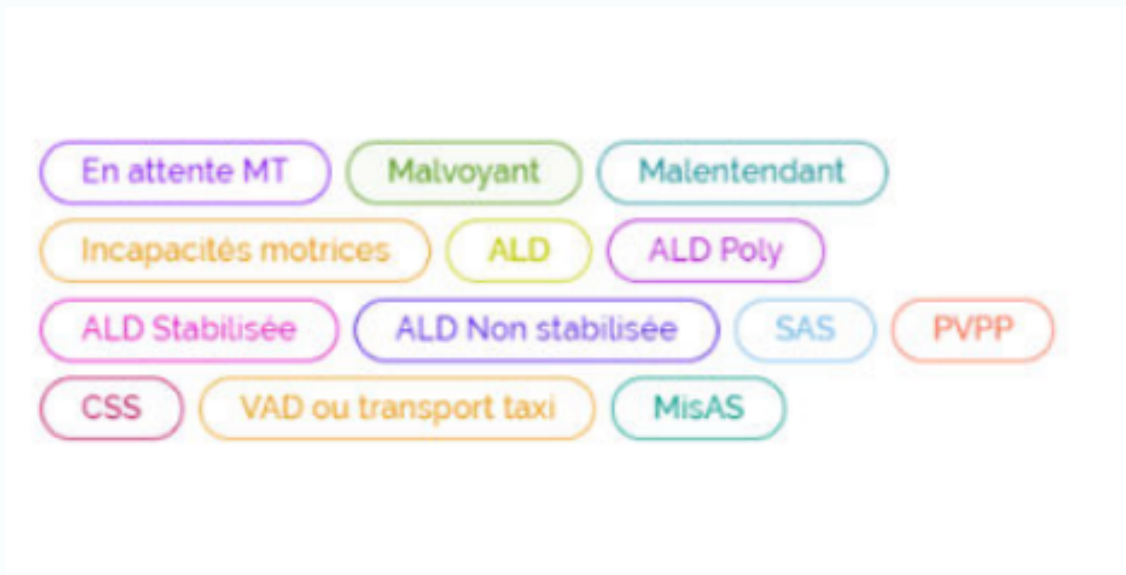 En attente MT Malvoyant Malentendant
Incapacités motrices ALD ALD Poly
ALD Stabilisée ALD Non stabilisée SAS PVPP
CSS VAD ou transport taxi MisAS